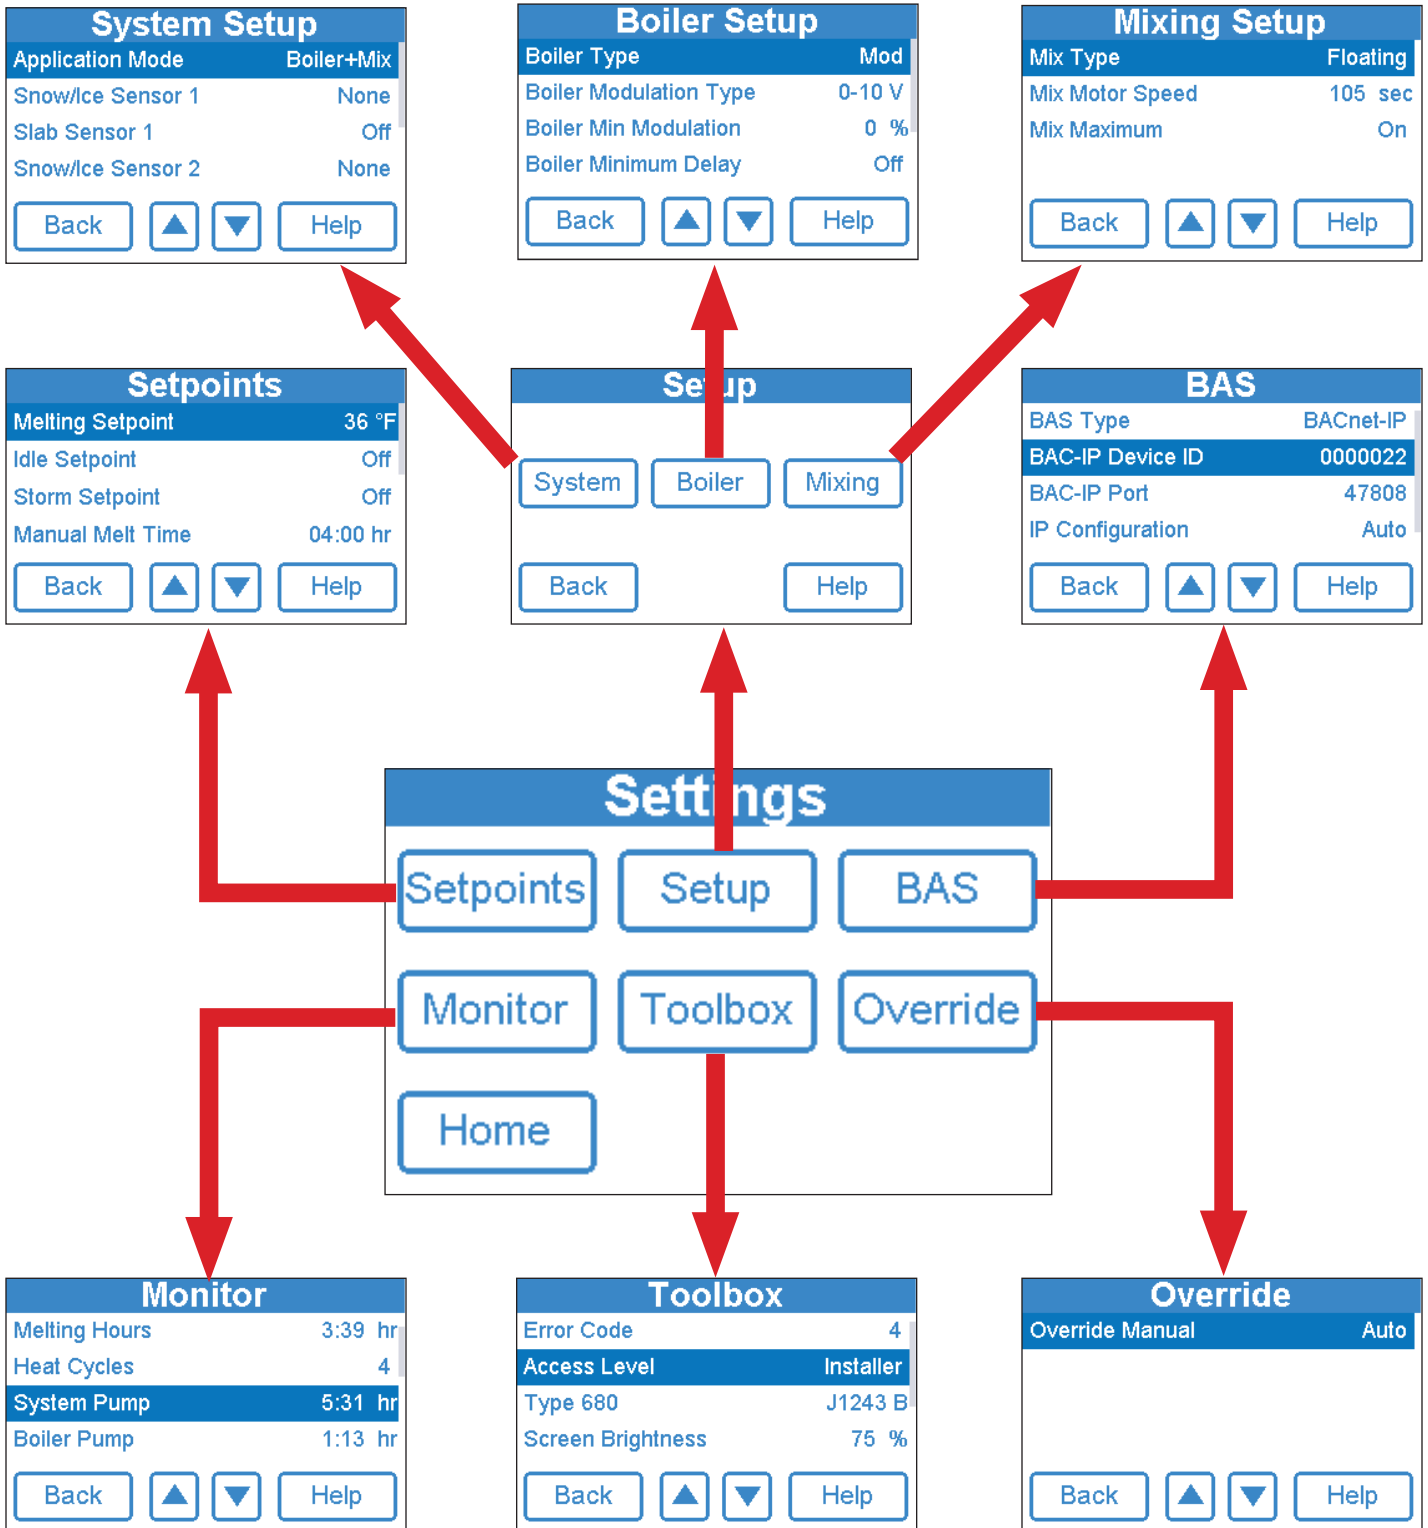 System Setup
Application Mode Boiler+Mix
Snow/Ice Sensor 1 None
Slab Sensor 1 Off
Snow/Ice Sensor 2 None
Back Help
Boiler Setup
Boiler Type Mod
Boiler Modulation Type 0-10 V
Boiler Min Modulation 0 %
Boiler Minimum Delay Off
Back Help
Mixing Setup
Mix Type Floating
Mix Motor Speed 105 sec
Mix Maximum On
Back Help
Setpoints
Melting Setpoint 36 °F
Idle Setpoint Off
Storm Setpoint Off
Manual Melt Time 04:00 hr
Back Help
Setup
System Boiler Mixing
Back Help
BAS
BAS Type BACnet-IP
BAC-IP Device ID 0000022
BAC-IP Port 47808
IP Configuration Auto
Back Help
Settings
Setpoints Setup BAS
Monitor Toolbox Override
Home
Monitor
Melting Hours 3:39 hr
Heat Cycles 4
System Pump 5:31 hr
Boiler Pump 1:13 hr
Back Help
Toolbox
Error Code 4
Access Level Installer
Type 680 J1243 B
Screen Brightness 75 %
Back Help
Override
Override Manual Auto
Back Help